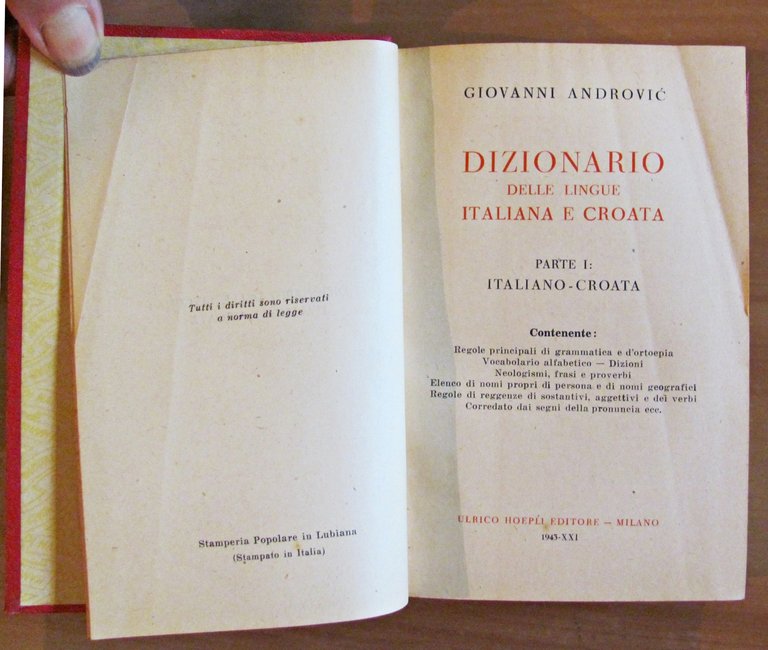 Tutti i diritti sono riservati
a norma di legge
Stamperia Popolare in Lubiana
(Stampato in Italia)
GIOVANNI ANDROVIĆ
DIZIONARIO
DELLE LINGUE
ITALIANA E CROATA
PARTE I:
ITALIANO-CROATA
Contenente:
Regole principali di grammatica e d'ortoepia
Vocabolario alfabetico — Dizioni
Neologismi, frasi e proverbi
Elenco di nomi propri di persona e di nomi geografici
Regole di reggenze di sostantivi, aggettivi e dei verbi
Corredato dai segni della pronuncia ecc.
ULRICO HOEPLI EDITORE — MILANO
1943-XXI